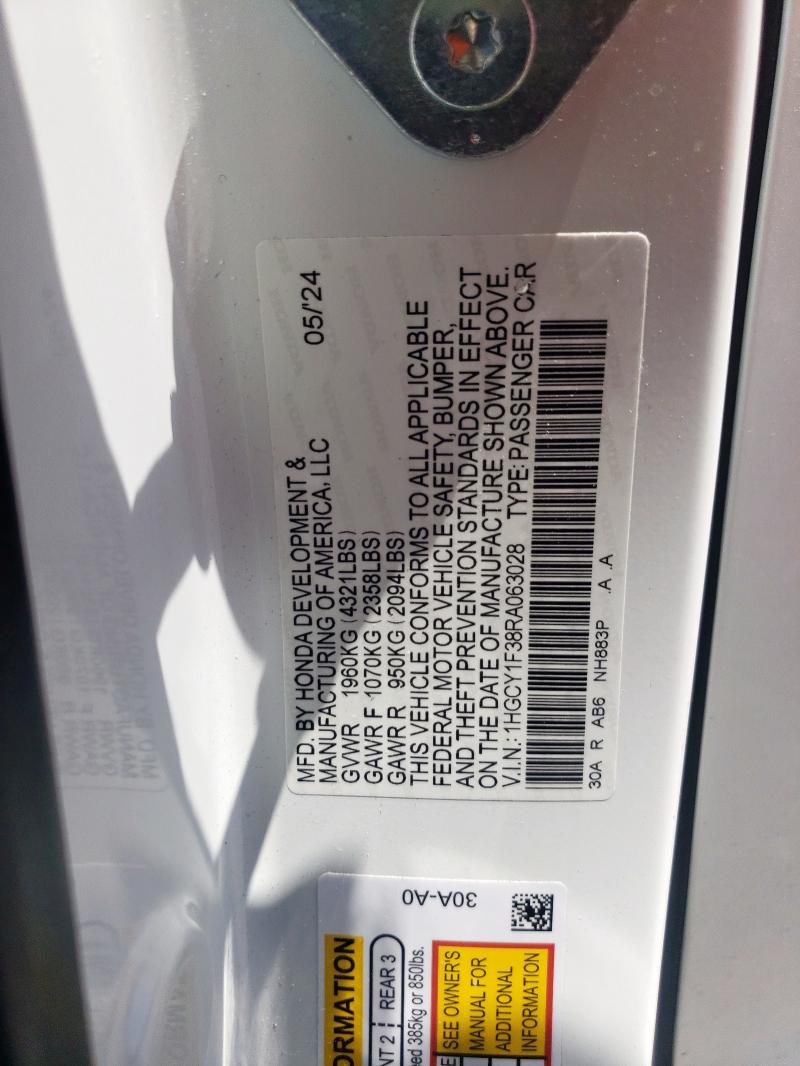 MFD. BY HONDA DEVELOPMENT &
MANUFACTURING OF AMERICA, LLC 05/'24
GVWR 1960KG (4321LBS)
GAWR F 1070KG (2358LBS)
GAWR R 950KG (2094LBS)
THIS VEHICLE CONFORMS TO ALL APPLICABLE
FEDERAL MOTOR VEHICLE SAFETY, BUMPER,
AND THEFT PREVENTION STANDARDS IN EFFECT
ON THE DATE OF MANUFACTURE SHOWN ABOVE.
V.I.N.: 1HGCY1F38RA063028 TYPE: PASSENGER CAR
30A R AB6 NH883P .A .A
30A-A0
REAR 3
385kg or 850lbs.
SEE OWNER'S
MANUAL FOR
ADDITIONAL
INFORMATION